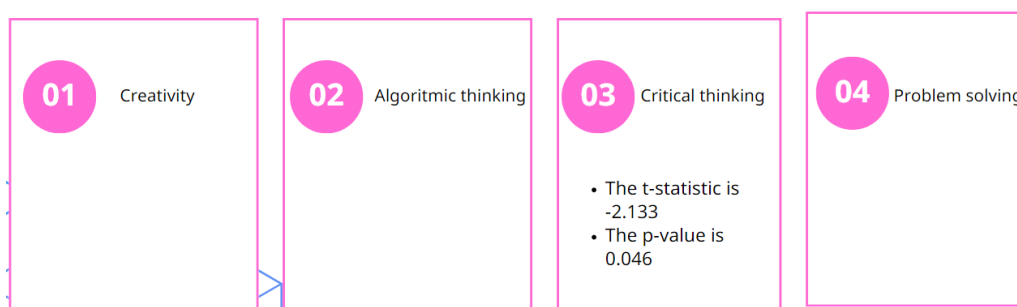 01
Creativity
02
Algoritmic thinking
03
Critical thinking
• The t-statistic is
-2.133
• The p-value is
0.046
04
Problem solving